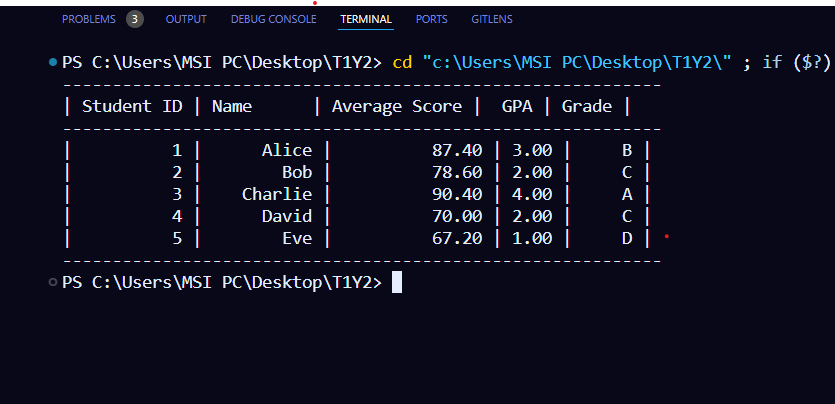 PROBLEMS 3 OUTPUT DEBUG CONSOLE TERMINAL PORTS GITLENS
PS C:\Users\MSI PC\Desktop\T1Y2> cd "c:\Users\MSI PC\Desktop\T1Y2\" ; if ($?)
------------------------------------------------------------
| Student ID | Name      | Average Score |  GPA | Grade |
------------------------------------------------------------
|          1 |      Alice |          87.40 | 3.00 |     B |
|          2 |        Bob |          78.60 | 2.00 |     C |
|          3 |    Charlie |          90.40 | 4.00 |     A |
|          4 |      David |          70.00 | 2.00 |     C |
|          5 |        Eve |          67.20 | 1.00 |     D |
------------------------------------------------------------
PS C:\Users\MSI PC\Desktop\T1Y2>